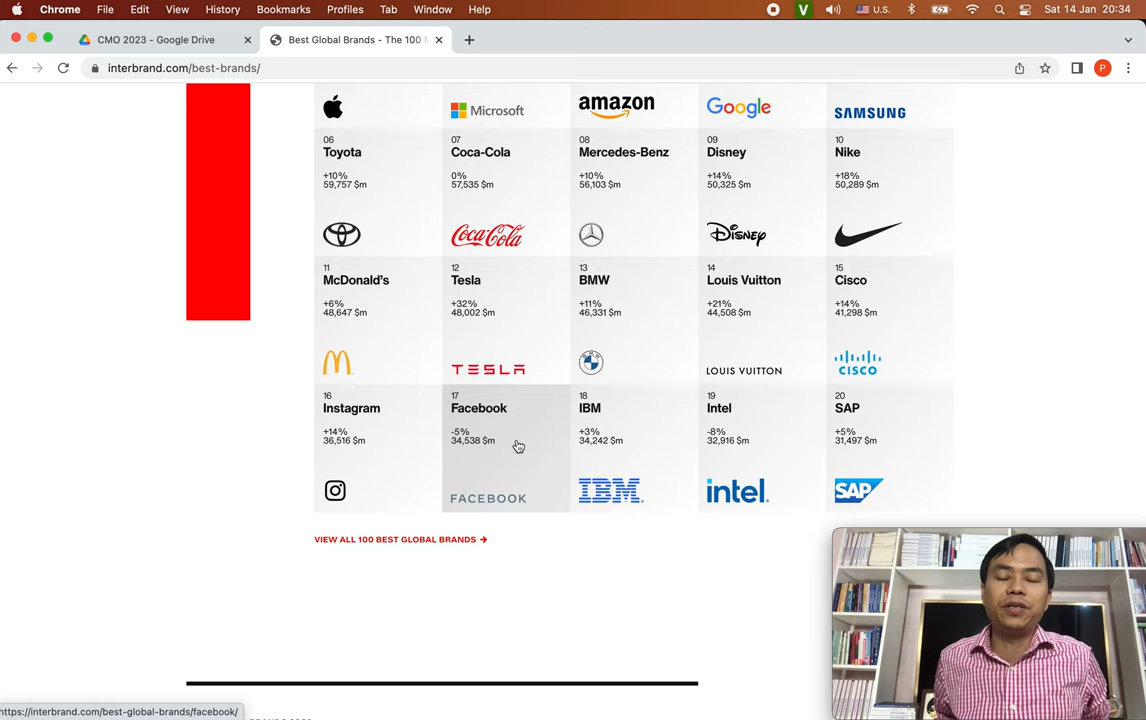 Chrome File Edit View History Bookmarks Profiles Tab Window Help V U.S. Sat 14 Jan 20:34
CMO 2023 - Google Drive
Best Global Brands - The 100
interbrand.com/best-brands/
P
Microsoft
amazon
Google
SAMSUNG
06
Toyota
+10%
59,757 $m
07
Coca-Cola
0%
57,535 $m
Coca-Cola
08
Mercedes-Benz
+10%
56,103 $m
09
Disney
+14%
50,325 $m
Disney
10
Nike
+18%
50,289 $m
11
McDonald's
+6%
48,647 $m
12
Tesla
+32%
48,002 $m
TESLA
13
BMW
+11%
46,331 $m
14
Louis Vuitton
+21%
44,508 $m
LOUIS VUITTON
15
Cisco
+14%
41,298 $m
CISCO
16
Instagram
+14%
36,516 $m
17
Facebook
-5%
34,538 $m
FACEBOOK
18
IBM
+3%
34,242 $m
IBM
19
Intel
-8%
32,916 $m
intel.
20
SAP
+5%
31,497 $m
SAP
VIEW ALL 100 BEST GLOBAL BRANDS →
https://interbrand.com/best-global-brands/facebook/